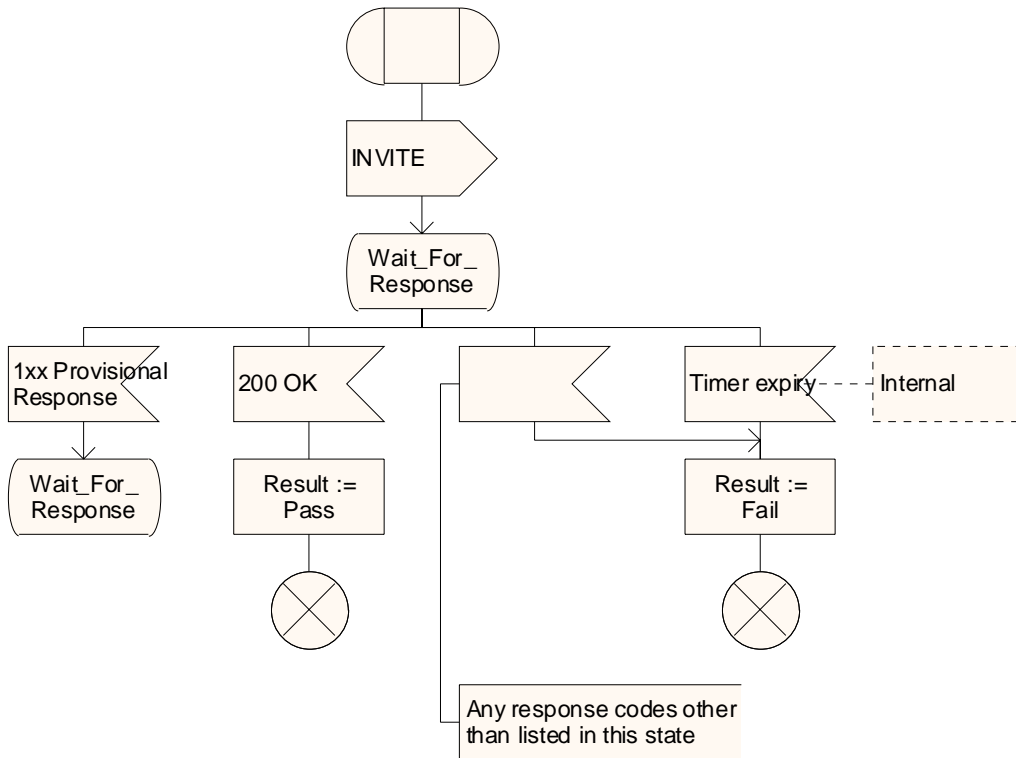 INVITE
Wait_For_
Response
1xx Provisional
Response
200 OK
Timer expiry
Internal
Wait_For_
Response
Result :=
Pass
Result :=
Fail
Any response codes other
than listed in this state